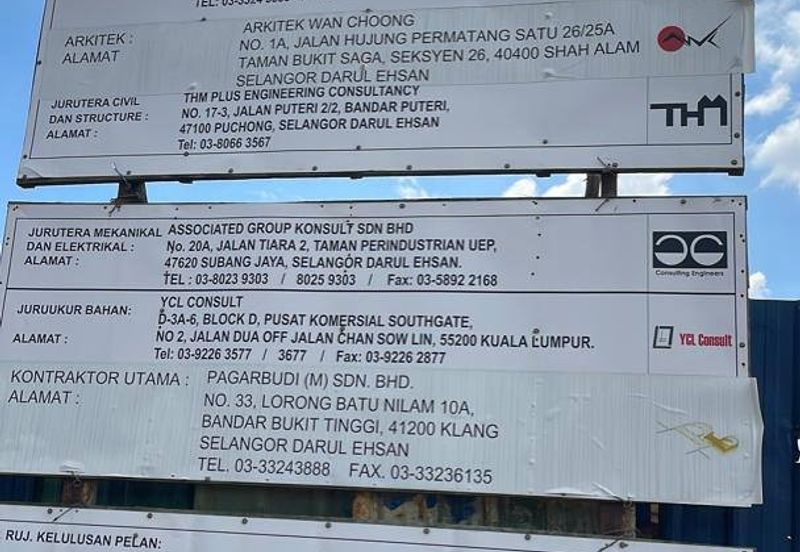 ARKITEK : ARKITEK WAN CHOONG
ALAMAT NO. 1A, JALAN HUJUNG PERMATANG SATU 26/25A
TAMAN BUKIT SAGA, SEKSYEN 26, 40400 SHAH ALAM
SELANGOR DARUL EHSAN
JURUTERA CIVIL THM PLUS ENGINEERING CONSULTANCY
DAN STRUCTURE : NO. 17-3, JALAN PUTERI 2/2, BANDAR PUTERI,
ALAMAT : 47100 PUCHONG, SELANGOR DARUL EHSAN
Tel: 03-8066 3567
THM
JURUTERA MEKANIKAL ASSOCIATED GROUP KONSULT SDN BHD
DAN ELEKTRIKAL : No. 20A, JALAN TIARA 2, TAMAN PERINDUSTRIAN UEP,
ALAMAT : 47620 SUBANG JAYA, SELANGOR DARUL EHSAN.
TEL : 03-8023 9303 / 8025 9303 / Fax: 03-5892 2168
Consulting Engineers
JURUUKUR BAHAN: YCL CONSULT
D-3A-6, BLOCK D, PUSAT KOMERSIAL SOUTHGATE,
ALAMAT : NO 2, JALAN DUA OFF JALAN CHAN SOW LIN, 55200 KUALA LUMPUR.
Tel: 03-9226 3577 / 3677 / Fax: 03-9226 2877
YCL Consult
KONTRAKTOR UTAMA : PAGARBUDI (M) SDN. BHD.
ALAMAT : NO. 33, LORONG BATU NILAM 10A,
BANDAR BUKIT TINGGI, 41200 KLANG
SELANGOR DARUL EHSAN
TEL. 03-33243888 FAX. 03-33236135
RUJ. KELULUSAN PELAN: